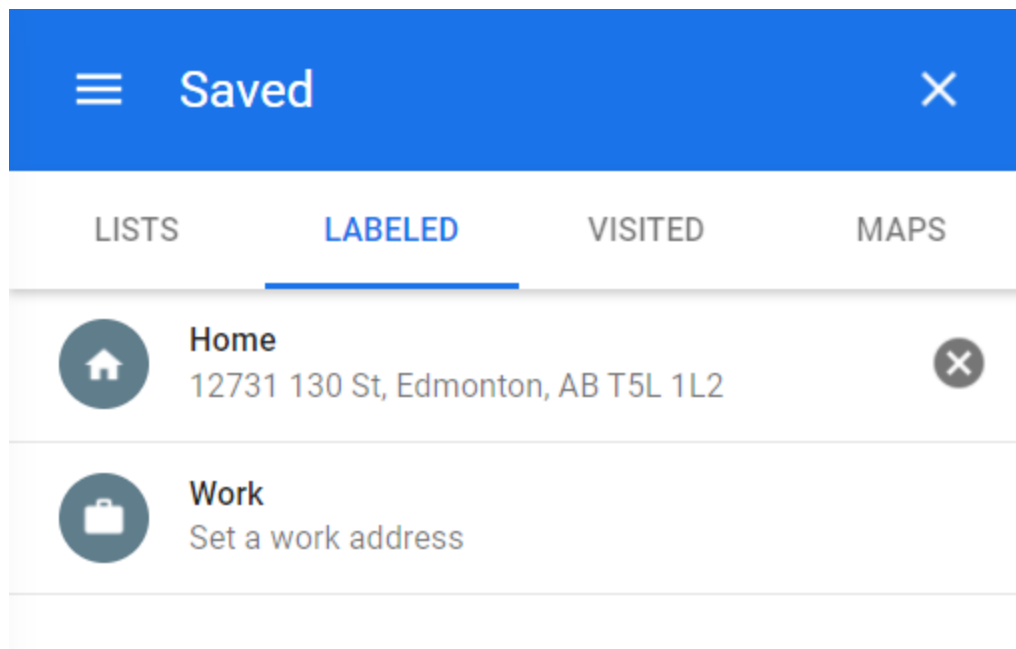 Saved
LISTS LABELED VISITED MAPS
Home
12731 130 St, Edmonton, AB T5L 1L2
Work
Set a work address